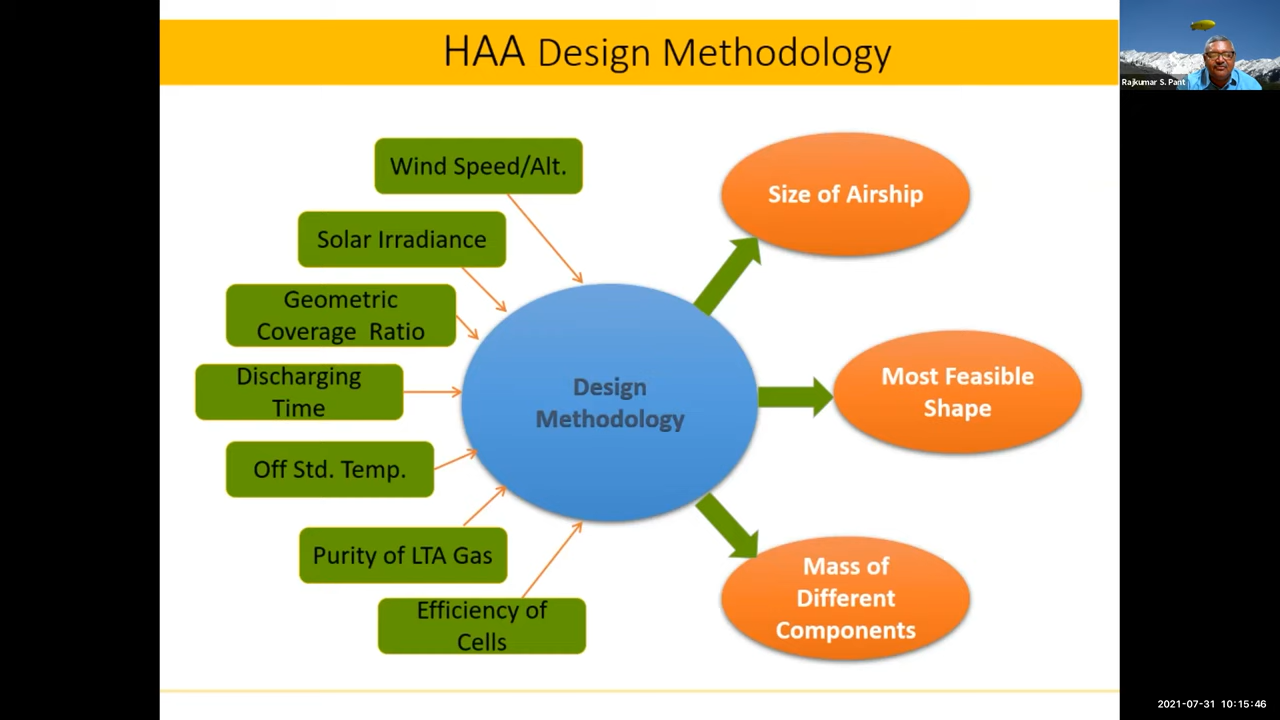 HAA Design Methodology
Rajkumar S. Pant
Wind Speed/Alt.
Solar Irradiance
Geometric
Coverage Ratio
Discharging
Time
Off Std. Temp.
Purity of LTA Gas
Efficiency of
Cells
Design
Methodology
Size of Airship
Most Feasible
Shape
Mass of
Different
Components
2021-07-31 10:15:46